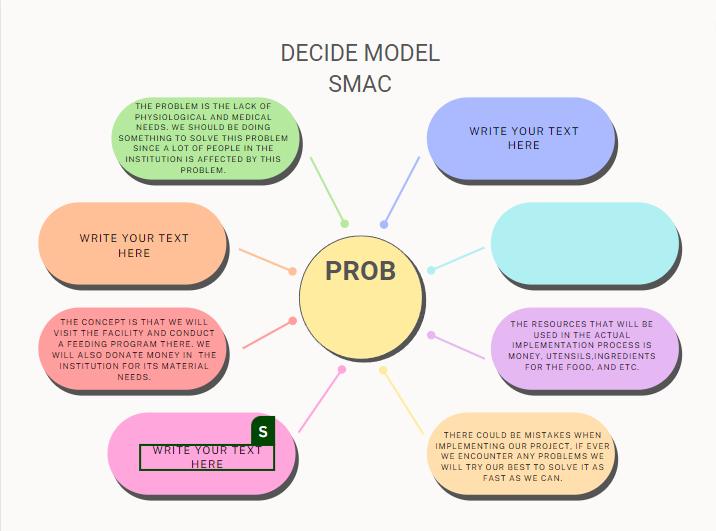 DECIDE MODEL
SMAC
THE PROBLEM IS THE LACK OF
PHYSIOLOGICAL AND MEDICAL
NEEDS. WE SHOULD BE DOING
SOMETHING TO SOLVE THIS PROBLEM
SINCE A LOT OF PEOPLE IN THE
INSTITUTION IS AFFECTED BY THIS
PROBLEM.
WRITE YOUR TEXT
HERE
WRITE YOUR TEXT
HERE
PROB
THE CONCEPT IS THAT WE WILL
VISIT THE FACILITY AND CONDUCT
A FEEDING PROGRAM THERE. WE
WILL ALSO DONATE MONEY IN THE
INSTITUTION FOR ITS MATERIAL
NEEDS.
THE RESOURCES THAT WILL BE
USED IN THE ACTUAL
IMPLEMENTATION PROCESS IS
MONEY, UTENSILS,INGREDIENTS
FOR THE FOOD, AND ETC.
S
WRITE YOUR TEXT
HERE
THERE COULD BE MISTAKES WHEN
IMPLEMENTING OUR PROJECT, IF EVER
WE ENCOUNTER ANY PROBLEMS WE
WILL TRY OUR BEST TO SOLVE IT AS
FAST AS WE CAN.